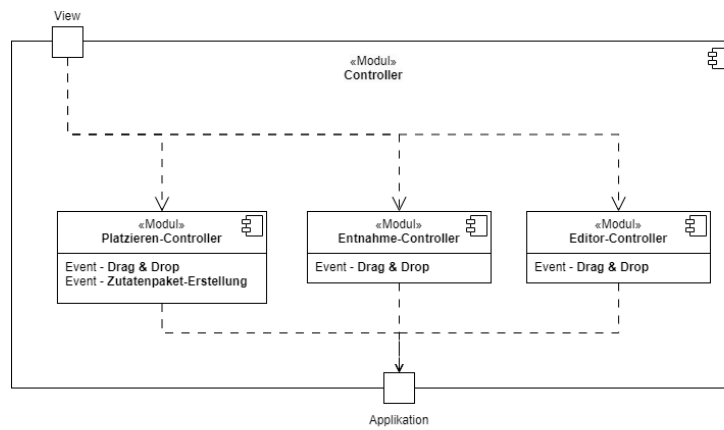 View
«Modul»
Controller
«Modul»
Platzieren-Controller
Event - Drag & Drop
Event - Zutatenpaket-Erstellung
«Modul»
Entnahme-Controller
Event - Drag & Drop
«Modul»
Editor-Controller
Event - Drag & Drop
Applikation